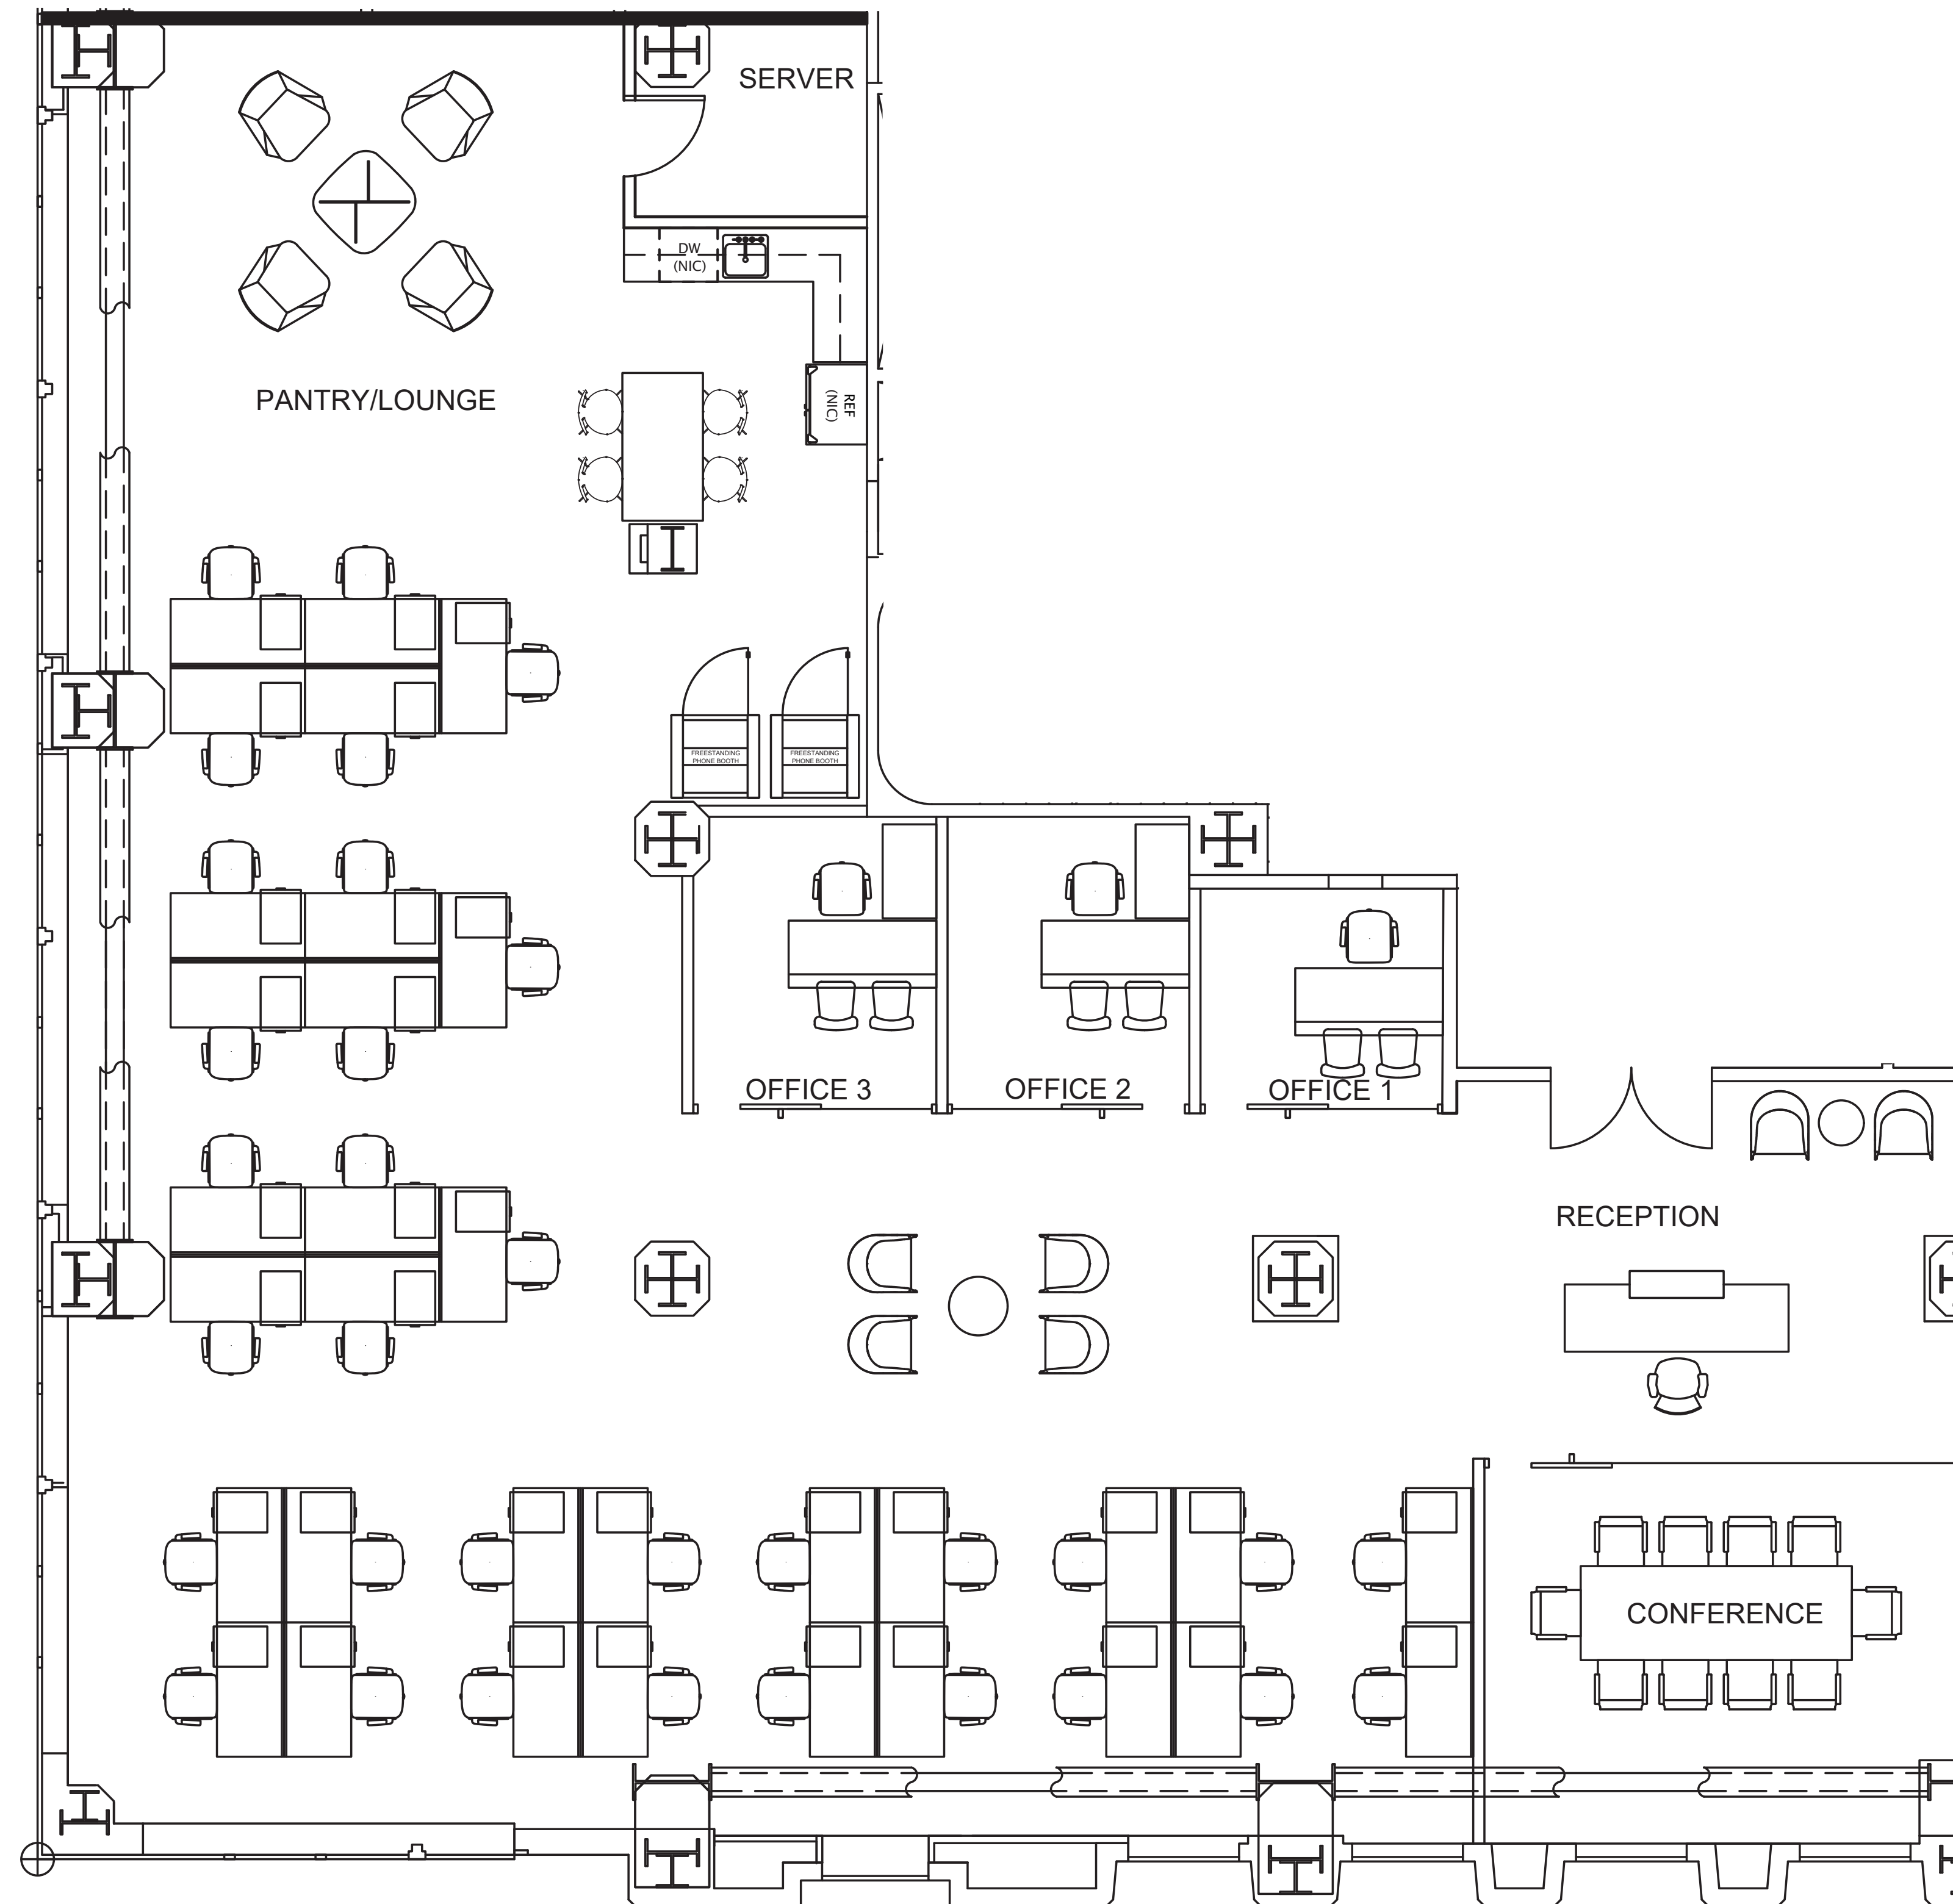 SERVER
DW
(NIC)
REF
(NIC)
PANTRY/LOUNGE
FREESTANDING
PHONE BOOTH
FREESTANDING
PHONE BOOTH
OFFICE 3
OFFICE 2
OFFICE 1
RECEPTION
CONFERENCE